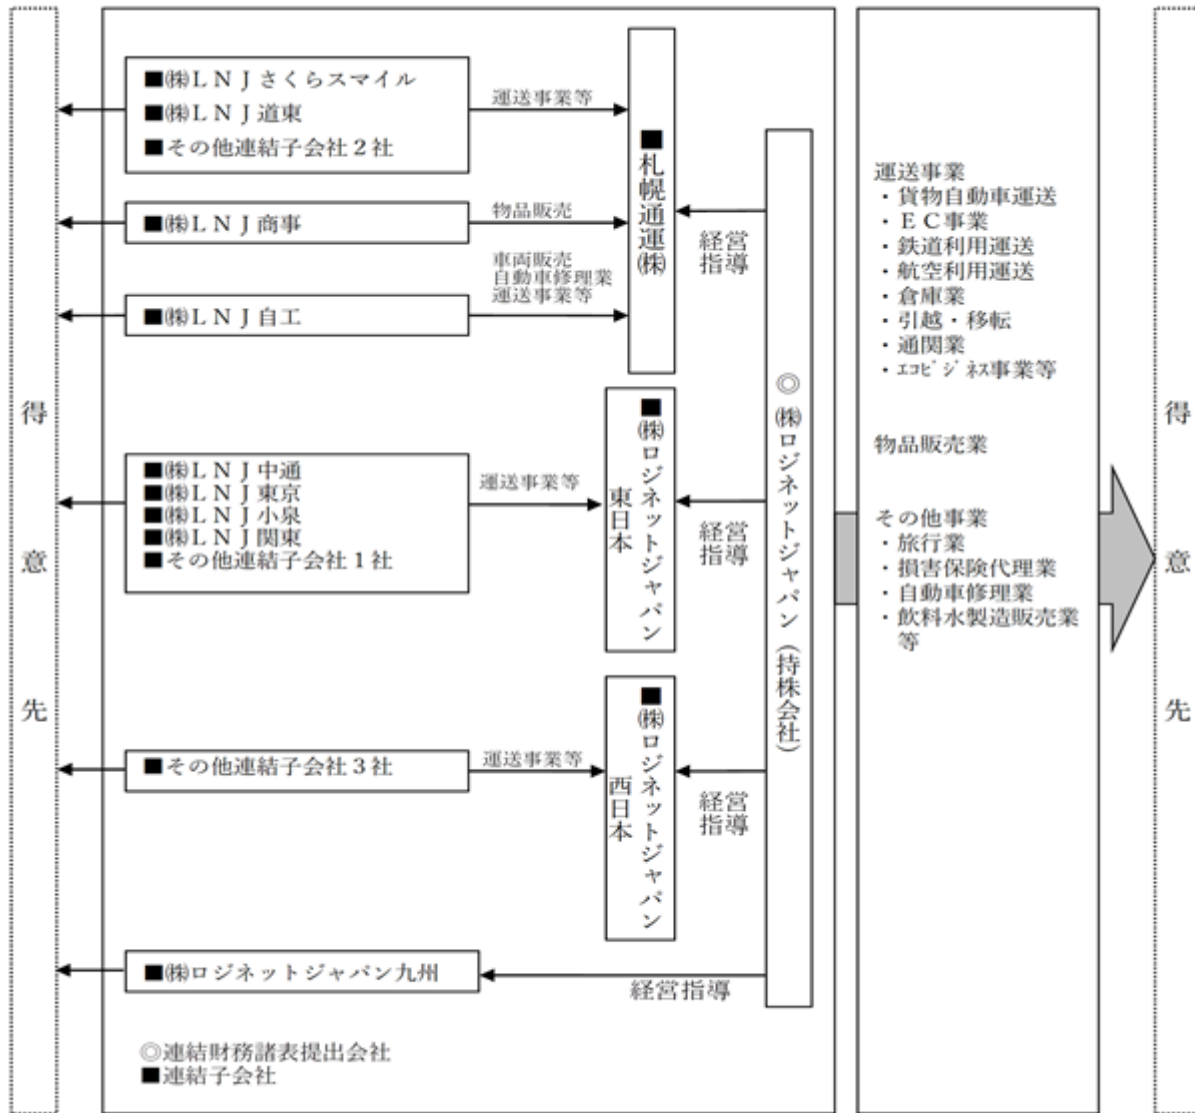 得意先
■㈱ＬＮＪさくらスマイル
■㈱ＬＮＪ道東
■その他連結子会社２社
運送事業等
■㈱ＬＮＪ商事
物品販売
■㈱ＬＮＪ自工
車両販売
自動車修理業
運送事業等
■札幌通運㈱
経営
指導
■㈱ＬＮＪ中通
■㈱ＬＮＪ東京
■㈱ＬＮＪ小泉
■㈱ＬＮＪ関東
■その他連結子会社１社
運送事業等
■㈱ロジネットジャパン
東日本
経営
指導
■その他連結子会社３社
運送事業等
■㈱ロジネットジャパン
西日本
経営
指導
■㈱ロジネットジャパン九州
経営指導
◎㈱ロジネットジャパン（持株会社）
◎連結財務諸表提出会社
■連結子会社
運送事業
・貨物自動車運送
・ＥＣ事業
・鉄道利用運送
・航空利用運送
・倉庫業
・引越・移転
・通関業
・ｴｺﾋﾞｼﾞﾈｽ事業等
物品販売業
その他事業
・旅行業
・損害保険代理業
・自動車修理業
・飲料水製造販売業
等
得意先